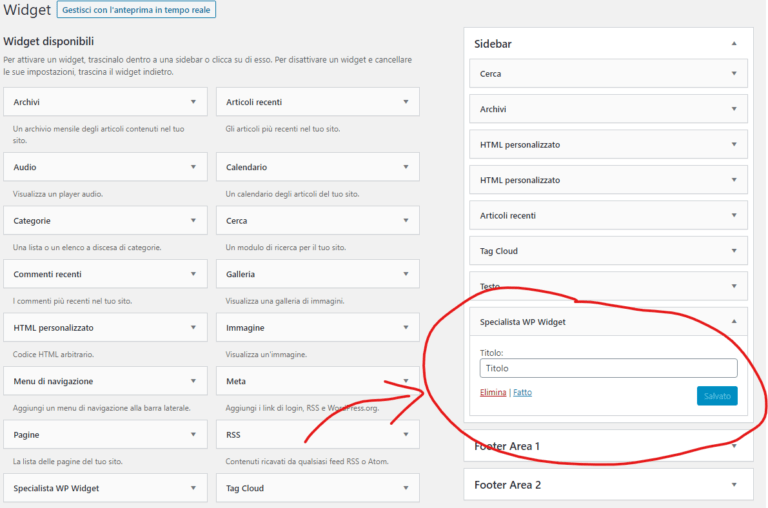 Widget
Gestisci con l'anteprima in tempo reale
Widget disponibili
Per attivare un widget, trascinalo dentro a una sidebar o clicca su di esso. Per disattivare un widget e cancellare
le sue impostazioni, trascina il widget indietro.
Archivi
Un archivio mensile degli articoli contenuti nel tuo
sito.
Articoli recenti
Gli articoli più recenti nel tuo sito.
Audio
Visualizza un player audio.
Calendario
Un calendario degli articoli del tuo sito.
Categorie
Una lista o un elenco a discesa di categorie.
Cerca
Un modulo di ricerca per il tuo sito.
Commenti recenti
I commenti più recenti nel tuo sito.
Galleria
Visualizza una galleria di immagini.
HTML personalizzato
Codice HTML arbitrario.
Immagine
Visualizza un'immagine.
Menu di navigazione
Aggiungi un menu di navigazione alla barra laterale.
Meta
Aggiungi i link di login, RSS e WordPress.org.
Pagine
La lista delle pagine del tuo sito.
RSS
Contenuti ricavati da qualsiasi feed RSS o Atom.
Specialista WP Widget
Tag Cloud
Sidebar
Cerca
Archivi
HTML personalizzato
HTML personalizzato
Articoli recenti
Tag Cloud
Testo
Specialista WP Widget
Titolo:
Titolo
Elimina | Fatto
Salvato
Footer Area 1
Footer Area 2